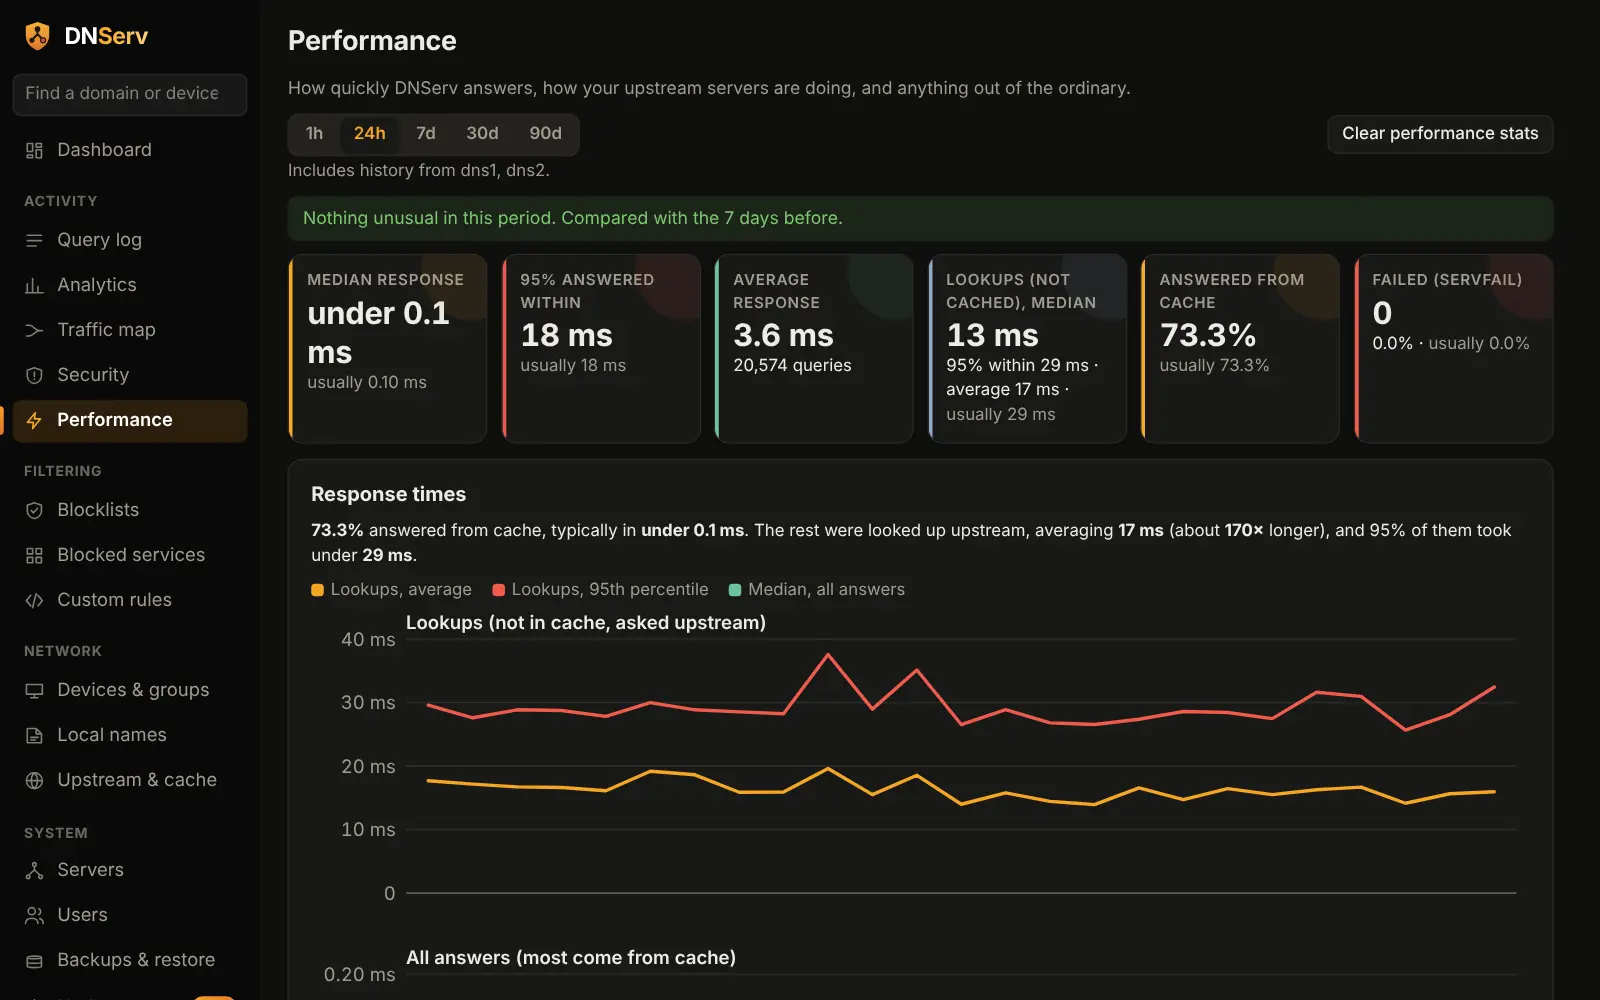 DNServ
Find a domain or device
Dashboard
ACTIVITY
Query log
Analytics
Traffic map
Security
Performance
FILTERING
Blocklists
Blocked services
Custom rules
NETWORK
Devices & groups
Local names
Upstream & cache
SYSTEM
Servers
Users
Backups & restore
Performance
How quickly DNServ answers, how your upstream servers are doing, and anything out of the ordinary.
1h 24h 7d 30d 90d
Clear performance stats
Includes history from dns1, dns2.
Nothing unusual in this period. Compared with the 7 days before.
MEDIAN RESPONSE
under 0.1
ms
usually 0.10 ms
95% ANSWERED
WITHIN
18 ms
usually 18 ms
AVERAGE
RESPONSE
3.6 ms
20,574 queries
LOOKUPS (NOT
CACHED), MEDIAN
13 ms
95% within 29 ms ·
average 17 ms ·
usually 29 ms
ANSWERED FROM
CACHE
73.3%
usually 73.3%
FAILED (SERVFAIL)
0
0.0% · usually 0.0%
Response times
73.3% answered from cache, typically in under 0.1 ms. The rest were looked up upstream, averaging 17 ms (about 170× longer), and 95% of them took
under 29 ms.
Lookups, average Lookups, 95th percentile Median, all answers
Lookups (not in cache, asked upstream)
40 ms
30 ms
20 ms
10 ms
0
All answers (most come from cache)
0.20 ms